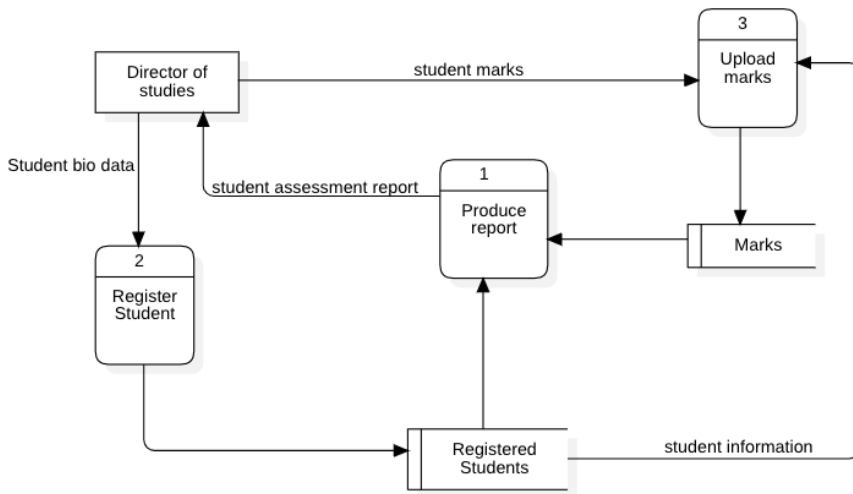 3
Upload
marks
Director of
studies
student marks
Student bio data
1
Produce
report
student assessment report
Marks
2
Register
Student
Registered
Students
student information